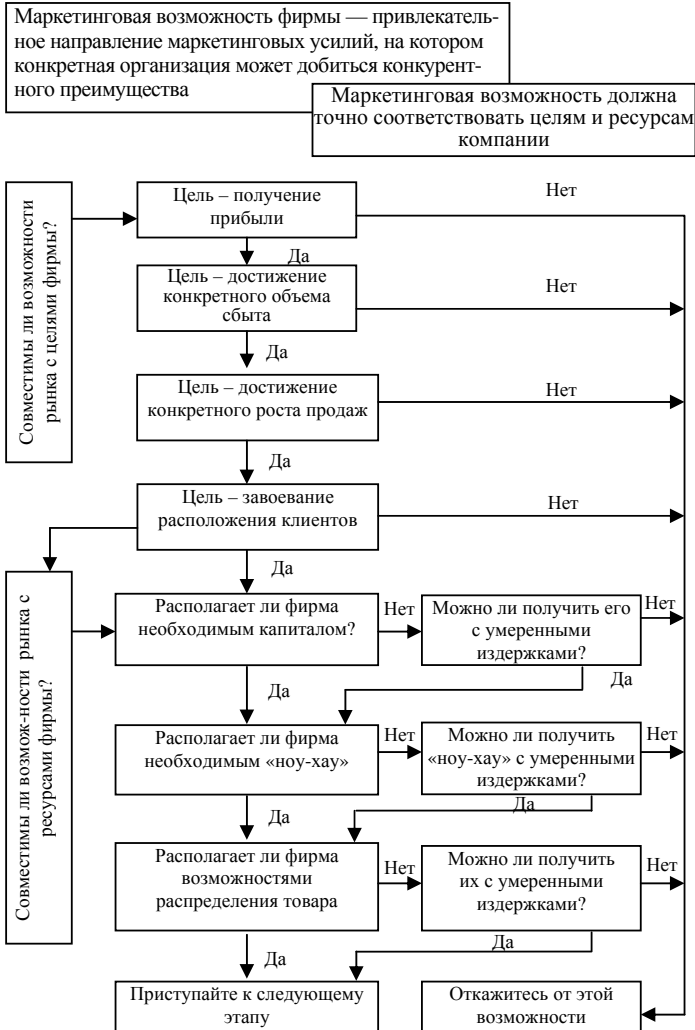 Маркетинговая возможность фирмы — привлекатель-
ное направление маркетинговых усилий, на котором
конкретная организация может добиться конкурент-
ного преимущества
Маркетинговая возможность должна
точно соответствовать целям и ресурсам
компании
Совместимы ли возможности
рынка с целями фирмы?
Цель – получение
прибыли
Нет
Да
Цель – достижение
конкретного объема
сбыта
Нет
Да
Цель – достижение
конкретного роста продаж
Нет
Да
Цель – завоевание
расположения клиентов
Нет
Да
Совместимы ли возмож-ности рынка с
ресурсами фирмы?
Располагает ли фирма
необходимым капиталом?
Нет
Можно ли получить его
с умеренными
издержками?
Нет
Да
Да
Располагает ли фирма
необходимым «ноу-хау»
Нет
Можно ли получить
«ноу-хау» с умеренными
издержками?
Нет
Да
Да
Располагает ли фирма
возможностями
распределения товара
Нет
Можно ли получить
их с умеренными
издержками?
Нет
Да
Да
Приступайте к следующему
этапу
Откажитесь от этой
возможности